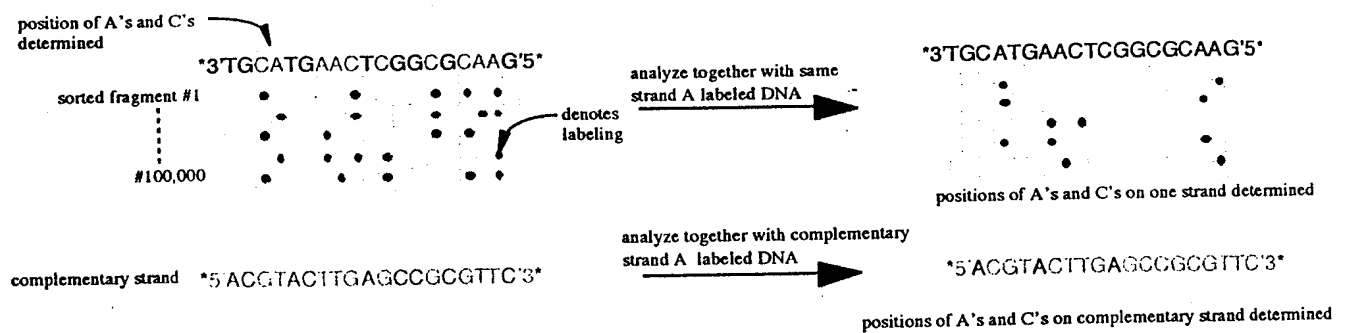 position of A's and C's
determined
*3'TGCATGAACTCGGCGCAAG'5*
sorted fragment #1
#100,000
denotes
labeling
analyze together with same
strand A labeled DNA
*3'TGCATGAACTCGGCGCAAG'5*
positions of A's and C's on one strand determined
complementary strand
*5'ACGTACTTGAGCCGCGTTC'3*
analyze together with complementary
strand A labeled DNA
*5'ACGTACTTGAGCCGCGTTC'3*
positions of A's and C's on complementary strand determined